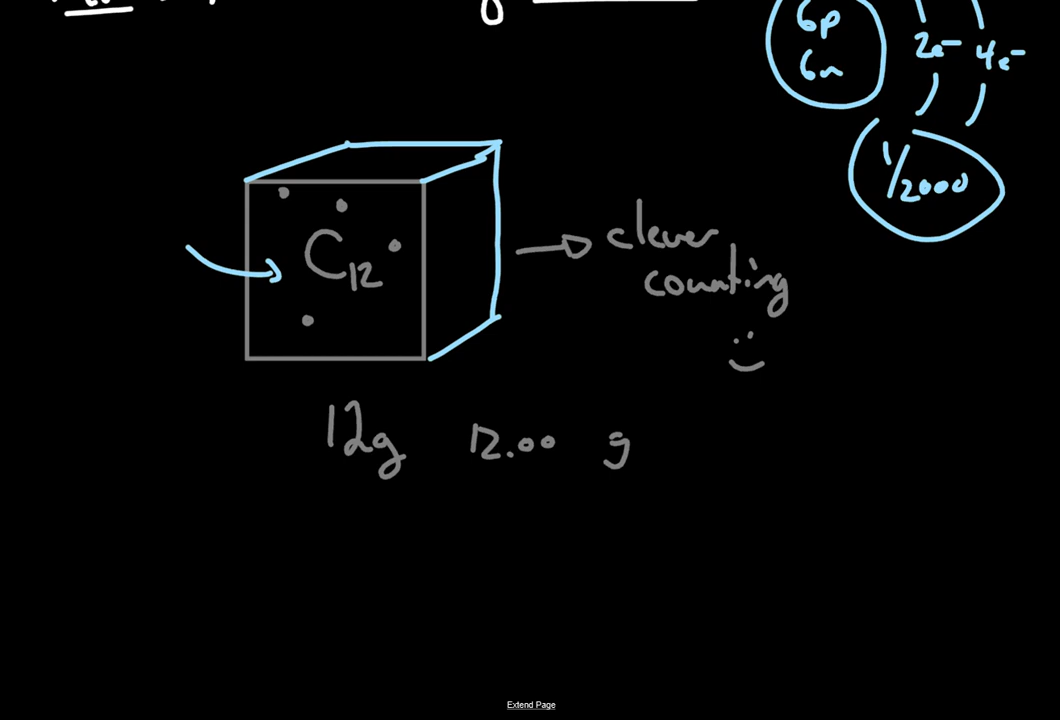 6p
6n
2e- 4e-
1/2000
C12
clever
counting
12g 12.00 g
Extend Page